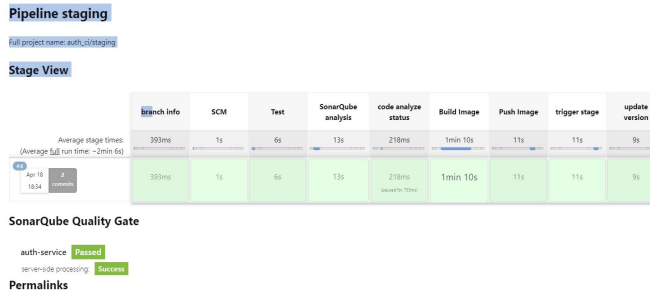 Pipeline staging
Full project name: auth_ci/staging
Stage View
branch info SCM Test SonarQube analysis code analyze status Build Image Push Image trigger stage update version
Average stage times: 393ms 1s 6s 13s 218ms 1min 10s 11s 11s 9s
(Average full run time: ~2min 6s)
#4
Apr 18 2 393ms 1s 6s 13s 218ms 1min 10s 11s 11s 9s
18:34 commits
SonarQube Quality Gate
auth-service Passed
server-side processing: Success
Permalinks